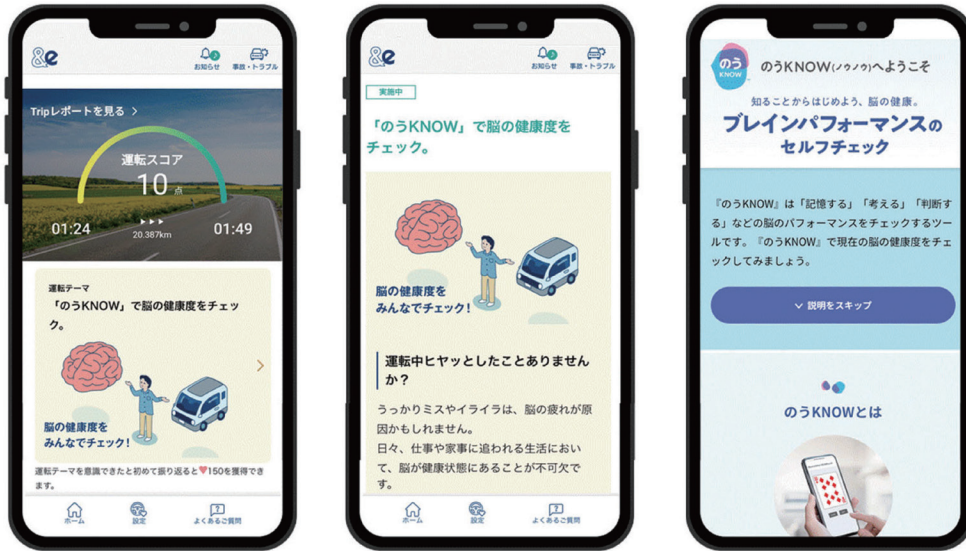 &e
お知らせ
事故・トラブル
Tripレポートを見る >
運転スコア
10点
01:24
20.387km
01:49
運転テーマ
「のうKNOW」で脳の健康度をチェッ
ク。
脳の健康度を
みんなでチェック!
運転テーマを意識できたと初めて振り返ると♥150を獲得でき
ます。
ホーム
設定
よくあるご質問
&e
お知らせ
事故・トラブル
実施中
「のうKNOW」で脳の健康度を
チェック。
脳の健康度を
みんなでチェック!
運転中ヒヤッとしたことありません
か?
うっかりミスやイライラは、脳の疲れが原
因かもしれません。
日々、仕事や家事に追われる生活におい
て、脳が健康状態にあることが不可欠で
す。
ホーム
設定
よくあるご質問
のう
KNOW
のうKNOW(ノウノウ)へようこそ
知ることからはじめよう、脳の健康。
ブレインパフォーマンスの
セルフチェック
『のうKNOW』は「記憶する」「考える」「判断す
る」などの脳のパフォーマンスをチェックするツー
ルです。『のうKNOW』で現在の脳の健康度をチェ
ックしてみましょう。
説明をスキップ
のうKNOWとは